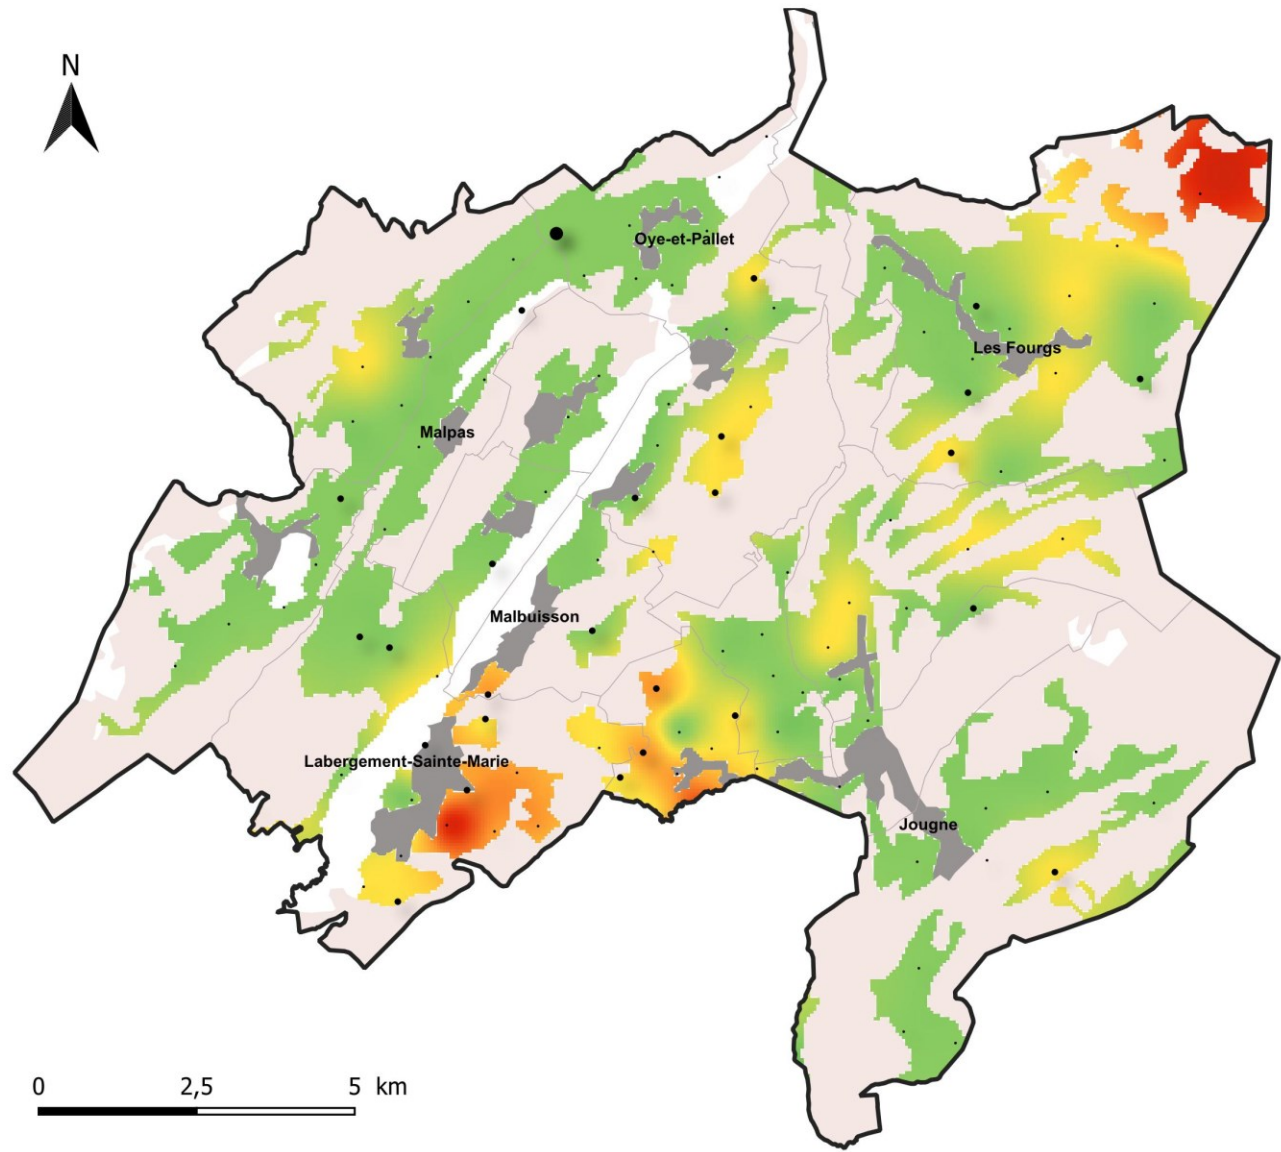 N
Oye-et-Pallet
Les Fourgs
Malpas
Malbuisson
Labergement-Sainte-Marie
Jougne
0 2,5 5 km